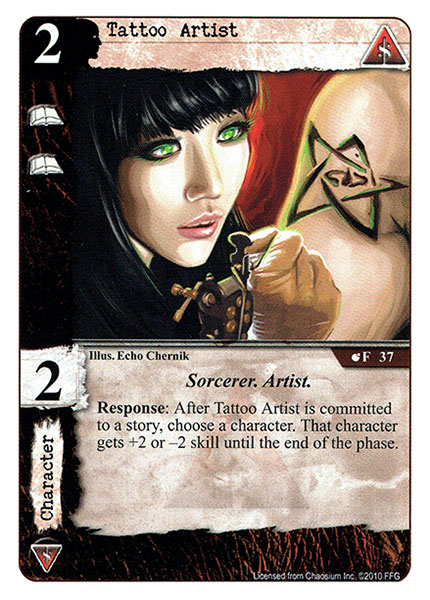 2
Tattoo Artist
Illus. Echo Chernik
F 37
2
Sorcerer. Artist.
Response: After Tattoo Artist is committed
to a story, choose a character. That character
gets +2 or –2 skill until the end of the phase.
Character
Licensed from Chaosium Inc. ©2010 FFG